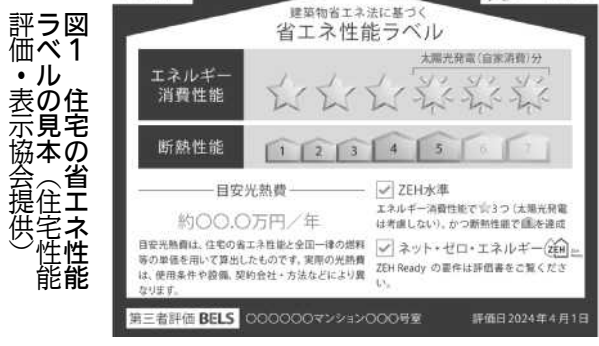 図1 住宅の省エネ性能
ラベルの見本（住宅性能
評価・表示協会提供）
建築物省エネ法に基づく
省エネ性能ラベル
太陽光発電（自家消費）分
エネルギー
消費性能
断熱性能
1 2 3 4 5 6 7
目安光熱費
約〇〇.〇万円／年
目安光熱費は、住宅の省エネ性能と全国一律の燃料
等の単価を用いて算出したものです。実際の光熱費
は、使用条件や設備、契約会社・方法などにより異
なります。
ZEH水準
エネルギー消費性能で☆3つ（太陽光発電
は考慮しない）、かつ断熱性能で5を達成
ネット・ゼロ・エネルギー ZEH
ZEH Ready の要件は評価書をご覧くださ
い。
第三者評価 BELS 〇〇〇〇〇〇マンション〇〇〇号室 評価日2024年4月1日